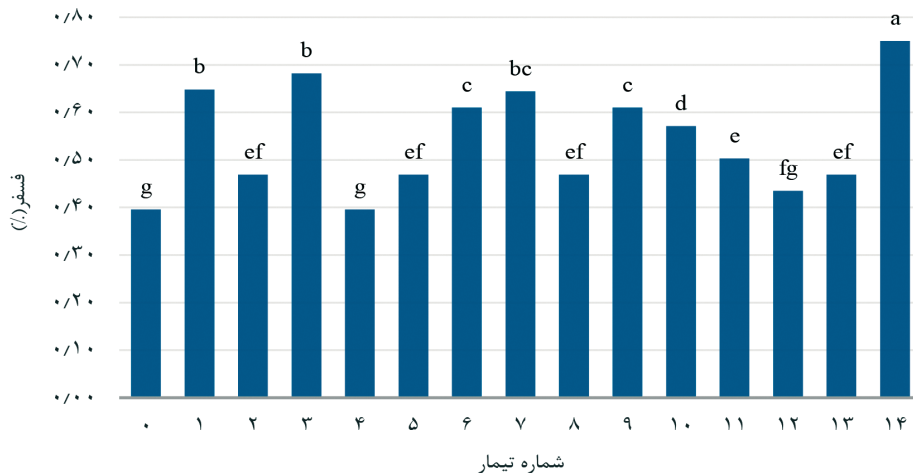 فسفر(٪)
۰٫۸۰
۰٫۷۰
۰٫۶۰
۰٫۵۰
۰٫۴۰
۰٫۳۰
۰٫۲۰
۰٫۱۰
۰٫۰۰
g b ef b g ef c bc ef c d e fg ef a
۰ ۱ ۲ ۳ ۴ ۵ ۶ ۷ ۸ ۹ ۱۰ ۱۱ ۱۲ ۱۳ ۱۴
شماره تیمار